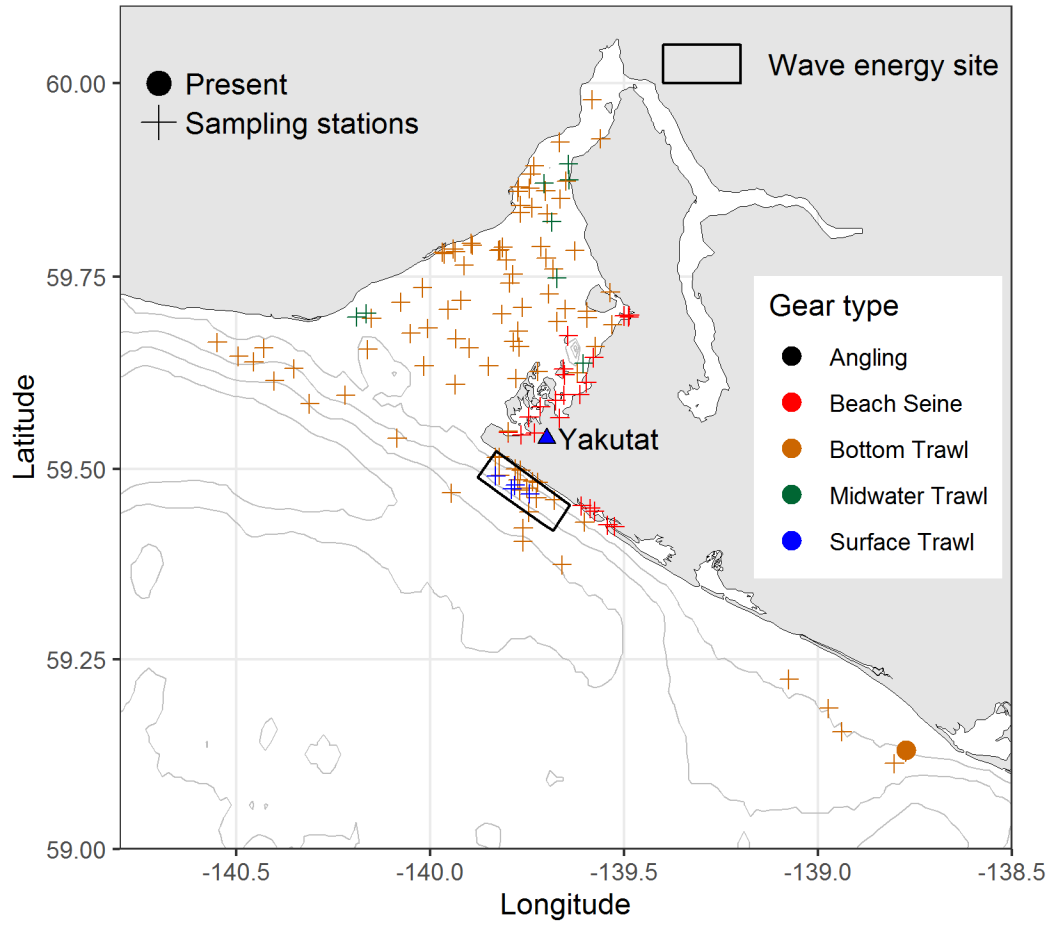 Present
Sampling stations
Wave energy site
60.00
59.75
59.50
59.25
59.00
Latitude
Yakutat
Gear type
Angling
Beach Seine
Bottom Trawl
Midwater Trawl
Surface Trawl
-140.5
-140.0
-139.5
-139.0
-138.5
Longitude